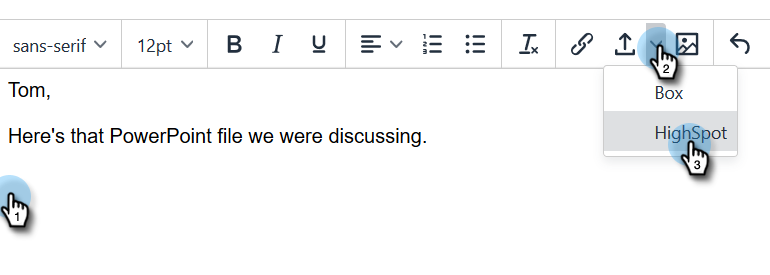 sans-serif 12pt B I U
2
Box
Tom,
HighSpot
Here's that PowerPoint file we were discussing.
3
1